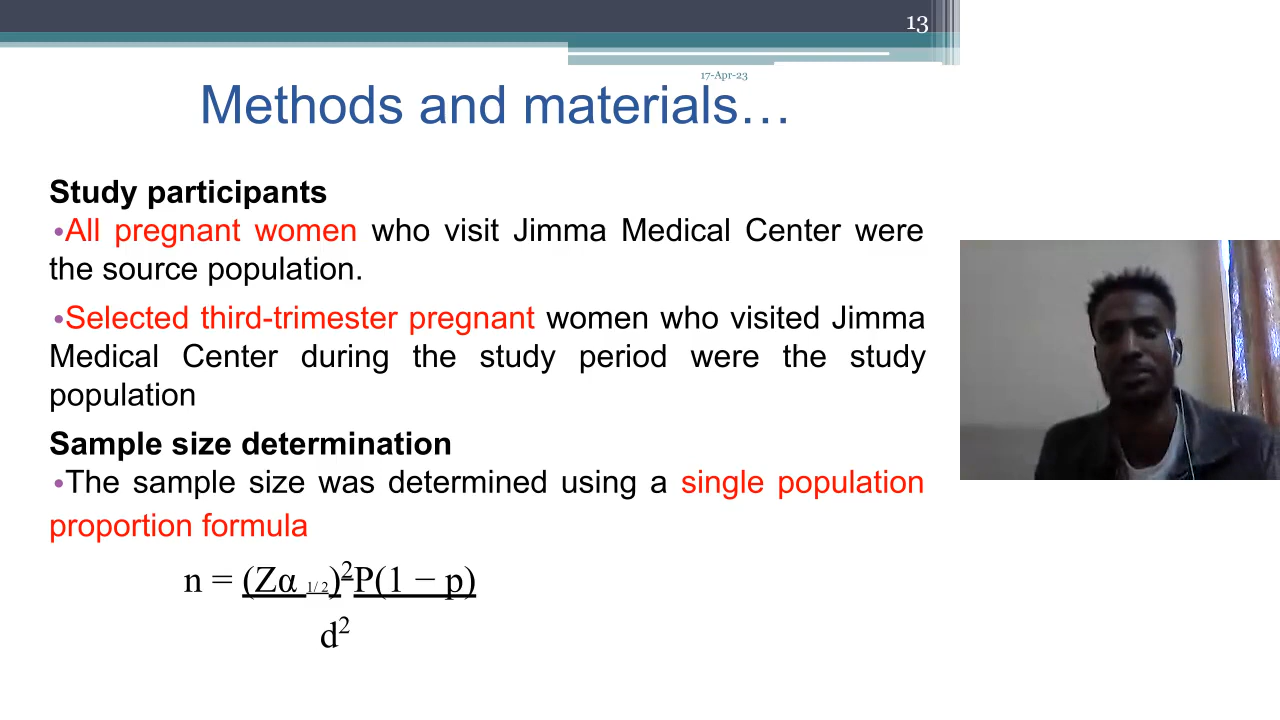 13
17-Apr-23
Methods and materials…
Study participants
•All pregnant women who visit Jimma Medical Center were
the source population.
•Selected third-trimester pregnant women who visited Jimma
Medical Center during the study period were the study
population
Sample size determination
•The sample size was determined using a single population
proportion formula
n = (Zα 1/2)²P(1 − p)
d²